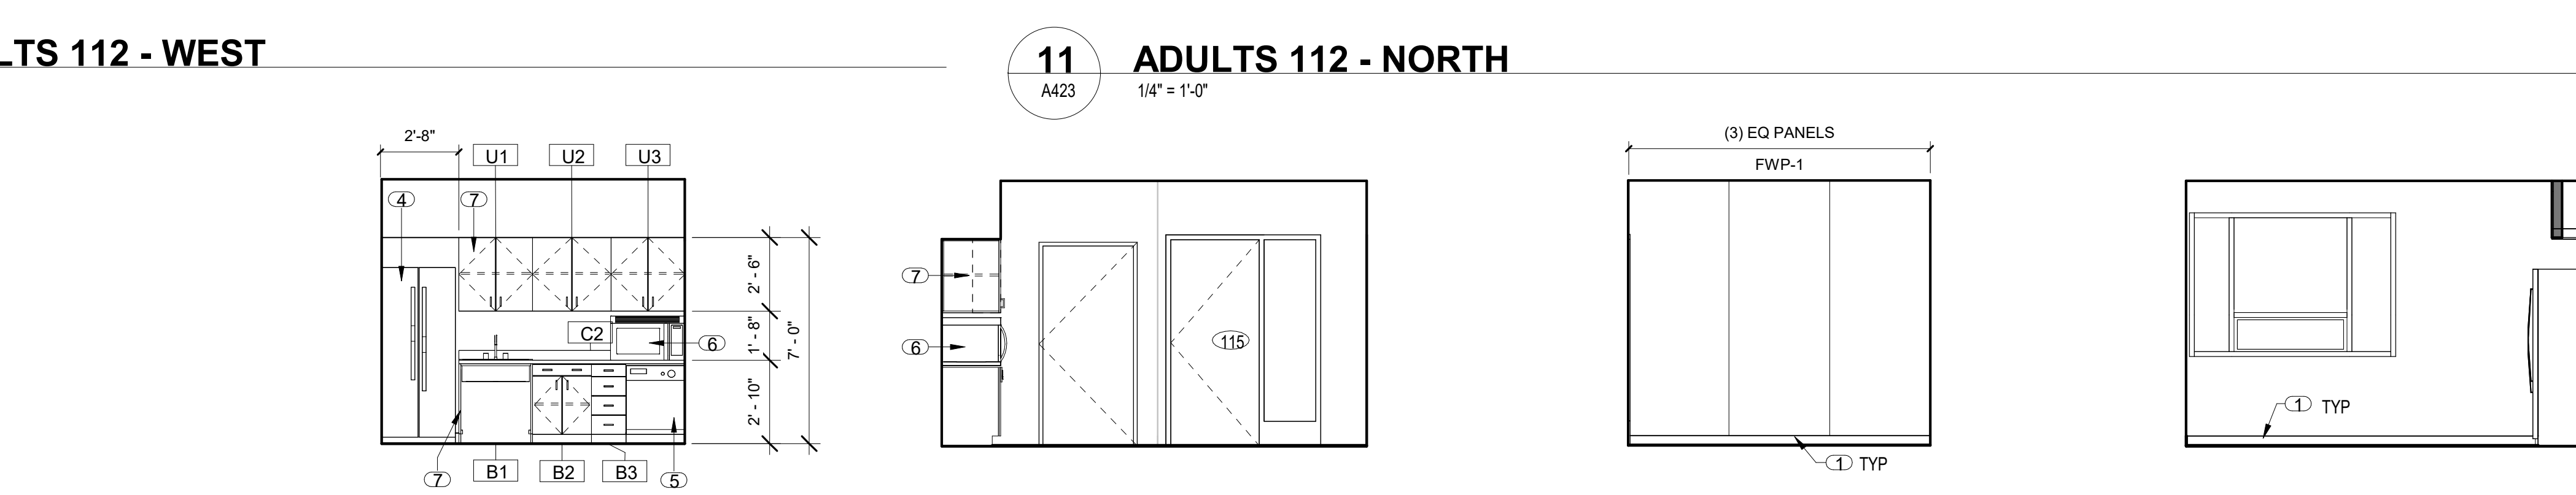 LTS 112 - WEST
11
A423
ADULTS 112 - NORTH
1/4" = 1'-0"
2'-8"
U1
U2
U3
4
7
C2
6
2' - 6"
1' - 8"
2' - 10"
7' - 0"
7
B1
B2
B3
5
7
6
115
(3) EQ PANELS
FWP-1
1 TYP
1 TYP